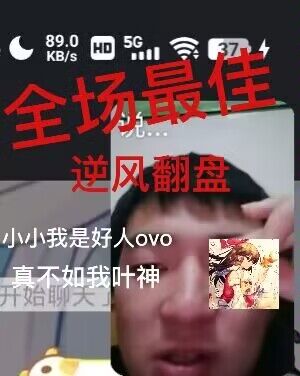 89.0
KB/s
HD
5G
37
全场最佳
说...
逆风翻盘
小小我是好人ovo
真不如我叶神
开始聊天了